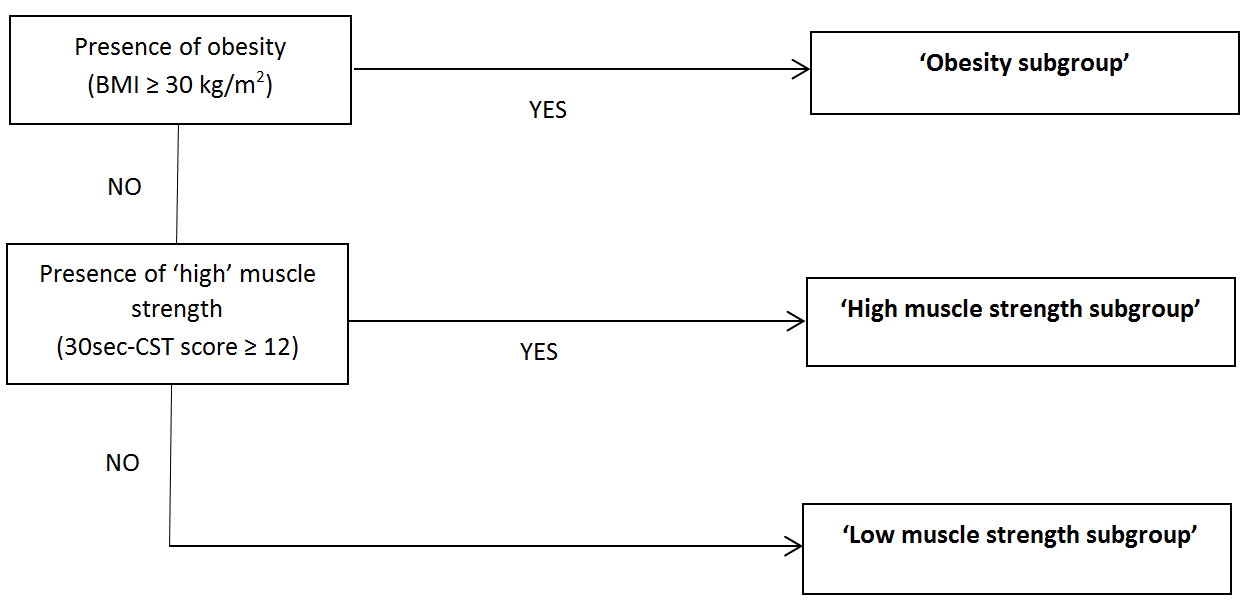 Presence of obesity
(BMI ≥ 30 kg/m²)
‘Obesity subgroup’
YES
NO
Presence of ‘high’ muscle
strength
(30sec-CST score ≥ 12)
‘High muscle strength subgroup’
YES
NO
‘Low muscle strength subgroup’